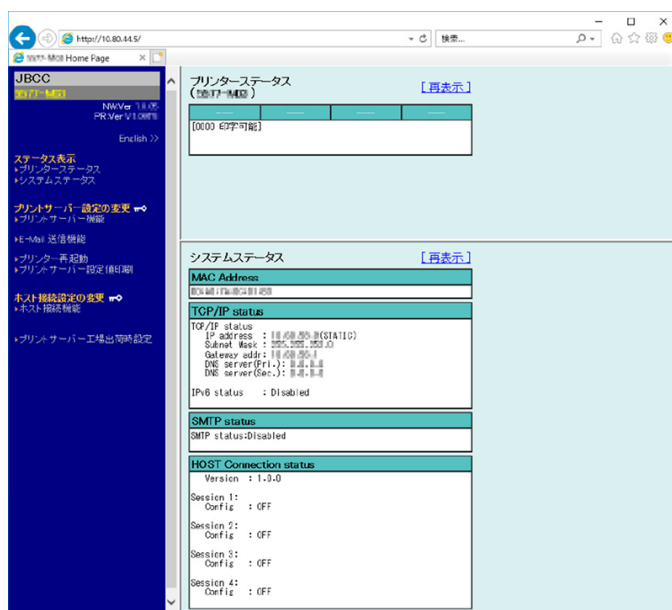 http://10.80.44.5/
検索...
Home Page
JBCC
NWVer
PR.Ver
English >>
ステータス表示
プリンターステータス
システムステータス
プリントサーバー設定の変更
プリントサーバー機能
E-Mail 送信機能
プリンター再起動
プリントサーバー設定値印刷
ホスト接続設定の変更
ホスト接続機能
プリントサーバー工場出荷時設定
プリンターステータス
[再表示]
[0000 印字可能]
システムステータス
[再表示]
MAC Address
TCP/IP status
TCP/IP status
IP address : (STATIC)
Subnet Mask :
Gateway addr:
DNS server(Pri.):
DNS server(Sec.):
IPv6 status : Disabled
SMTP status
SMTP status:Disabled
HOST Connection status
Version : 1.0.0
Session 1:
Config : OFF
Session 2:
Config : OFF
Session 3:
Config : OFF
Session 4:
Config : OFF